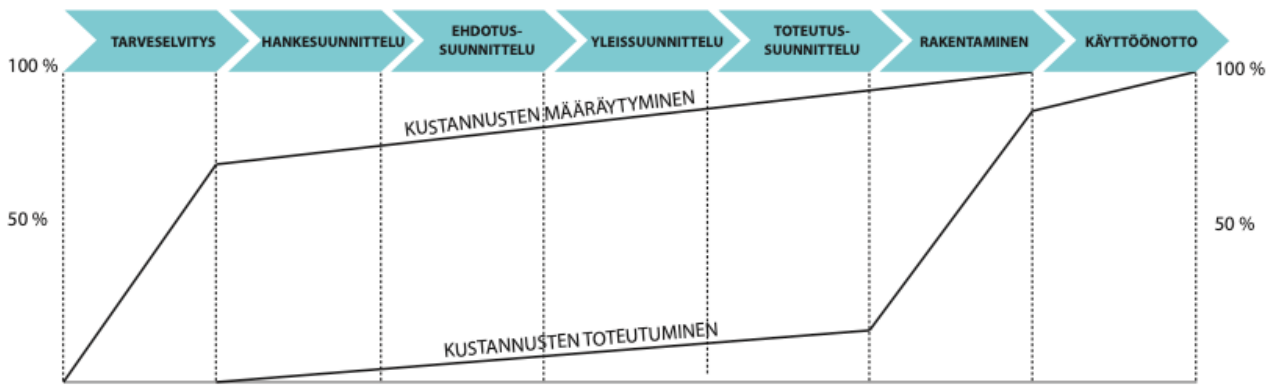 TARVESELVITYS
HANKESUUNNITTELU
EHDOTUS-
SUUNNITTELU
YLEISSUUNNITTELU
TOTEUTUS-
SUUNNITTELU
RAKENTAMINEN
KÄYTTÖÖNOTTO
100 %
100 %
KUSTANNUSTEN MÄÄRÄYTYMINEN
50 %
50 %
KUSTANNUSTEN TOTEUTUMINEN